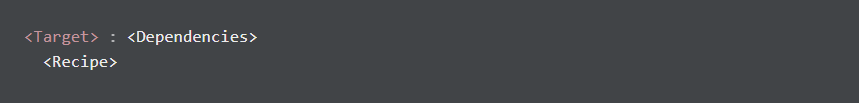 <Target> : <Dependencies>
<Recipe>